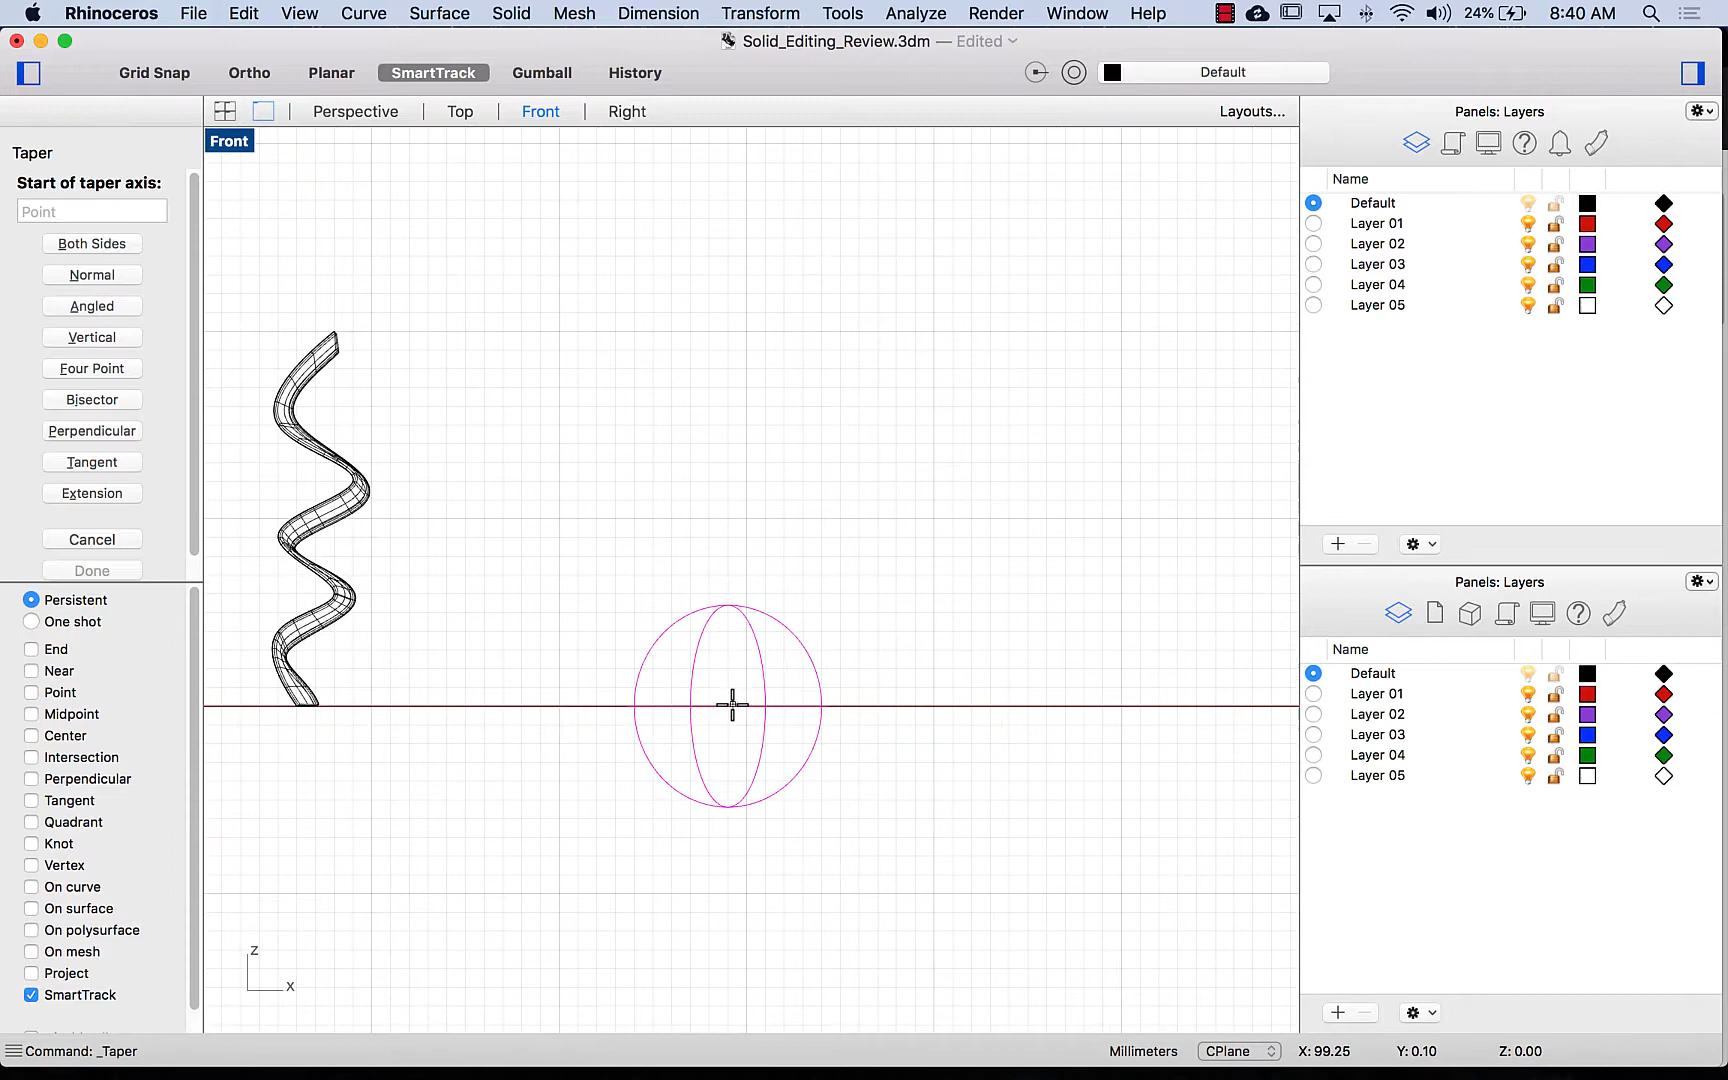 Rhinoceros File Edit View Curve Surface Solid Mesh Dimension Transform Tools Analyze Render Window Help 24% 8:40 AM
Solid_Editing_Review.3dm — Edited
Grid Snap Ortho Planar SmartTrack Gumball History Default
Perspective Top Front Right Layouts...
Front
Taper
Start of taper axis:
Point
Both Sides
Normal
Angled
Vertical
Four Point
Bisector
Perpendicular
Tangent
Extension
Cancel
Done
Persistent
One shot
End
Near
Point
Midpoint
Center
Intersection
Perpendicular
Tangent
Quadrant
Knot
Vertex
On curve
On surface
On polysurface
On mesh
Project
SmartTrack
z
x
Panels: Layers
Name
Default
Layer 01
Layer 02
Layer 03
Layer 04
Layer 05
Panels: Layers
Name
Default
Layer 01
Layer 02
Layer 03
Layer 04
Layer 05
Command: _Taper Millimeters CPlane X: 99.25 Y: 0.10 Z: 0.00